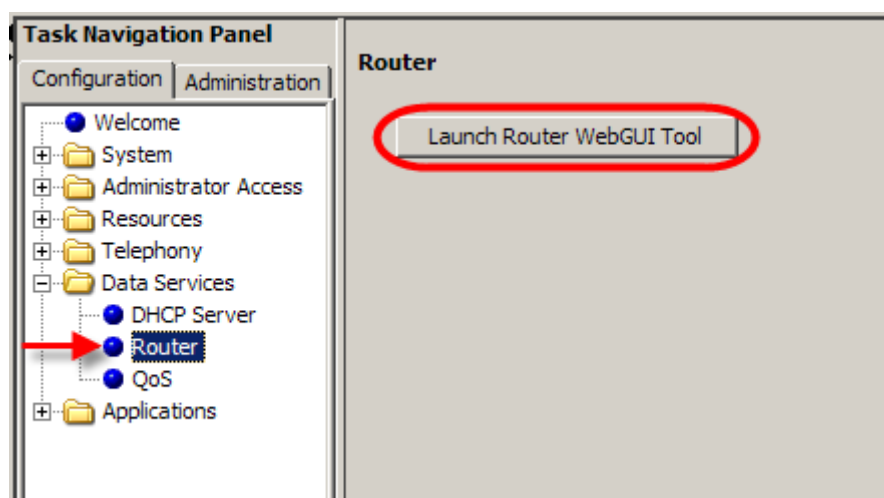 Task Navigation Panel
Configuration
Administration
Welcome
System
Administrator Access
Resources
Telephony
Data Services
DHCP Server
Router
QoS
Applications
Router
Launch Router WebGUI Tool